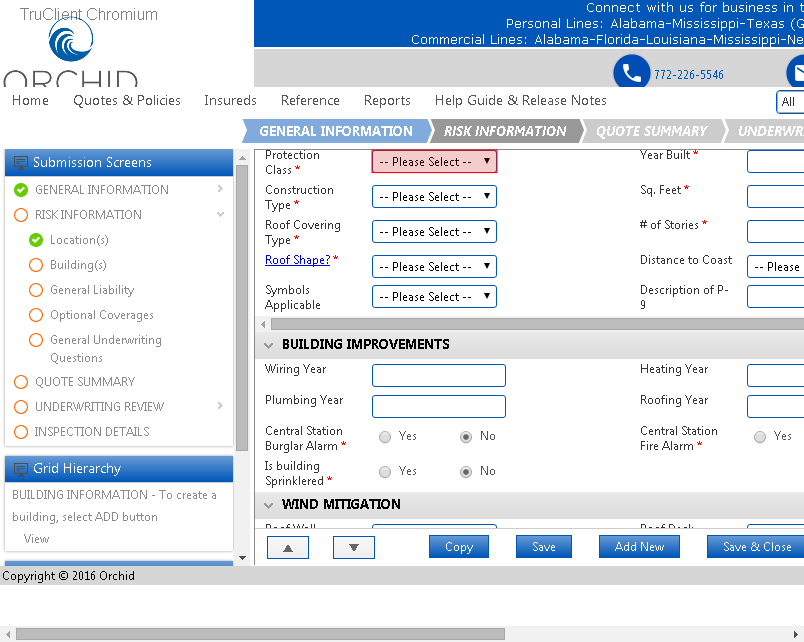 TruClient Chromium
ORCHID
Connect with us for business in t
Personal Lines: Alabama-Mississippi-Texas (G
Commercial Lines: Alabama-Florida-Louisiana-Mississippi-Ne
772-226-5546
Home Quotes & Policies Insureds Reference Reports Help Guide & Release Notes All
GENERAL INFORMATION RISK INFORMATION QUOTE SUMMARY UNDERWR
Submission Screens
GENERAL INFORMATION
RISK INFORMATION
Location(s)
Building(s)
General Liability
Optional Coverages
General Underwriting
Questions
QUOTE SUMMARY
UNDERWRITING REVIEW
INSPECTION DETAILS
Grid Hierarchy
BUILDING INFORMATION - To create a
building, select ADD button
View
Protection
Class *
-- Please Select --
Year Built *
Construction
Type *
-- Please Select --
Sq. Feet *
Roof Covering
Type *
-- Please Select --
# of Stories *
Roof Shape? *
-- Please Select --
Distance to Coast
-- Please
Symbols
Applicable
-- Please Select --
Description of P-
9
BUILDING IMPROVEMENTS
Wiring Year
Heating Year
Plumbing Year
Roofing Year
Central Station
Burglar Alarm *
Yes No
Central Station
Fire Alarm *
Yes
Is building
Sprinklered *
Yes No
WIND MITIGATION
Roof Wall
Roof Deck
Copy Save Add New Save & Close
Copyright © 2016 Orchid